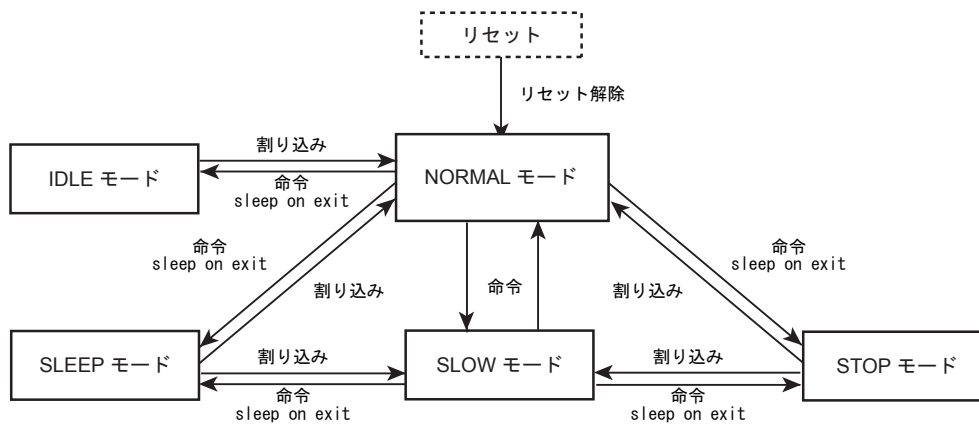 リセット
リセット解除
割り込み
IDLE モード
NORMAL モード
命令
sleep on exit
命令
sleep on exit
命令
sleep on exit
割り込み
命令
割り込み
SLEEP モード
割り込み
SLOW モード
割り込み
STOP モード
命令
sleep on exit
命令
sleep on exit